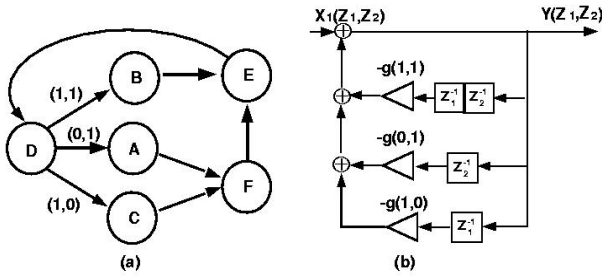 X₁(Z₁,Z₂) Y(Z₁,Z₂)
B E
(1,1) -g(1,1)
Z₁⁻¹ Z₂⁻¹
(0,1)
D A -g(0,1)
Z₂⁻¹
F
(1,0) C -g(1,0)
Z₁⁻¹
(a) (b)